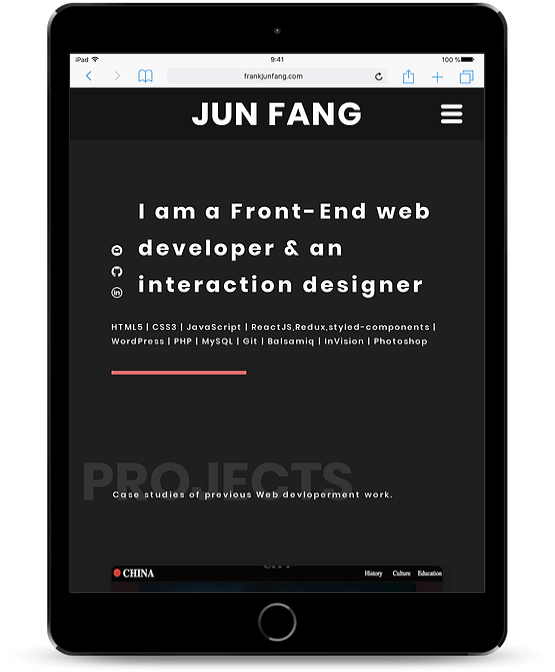 iPad
9:41
100 %
frankjunfang.com
JUN FANG
I am a Front-End web
developer & an
interaction designer
HTML5 | CSS3 | JavaScript | ReactJS,Redux,styled-components |
WordPress | PHP | MySQL | Git | Balsamiq | InVision | Photoshop
PROJECTS
Case studies of previous Web devloperment work.
CHINA
History Culture Education